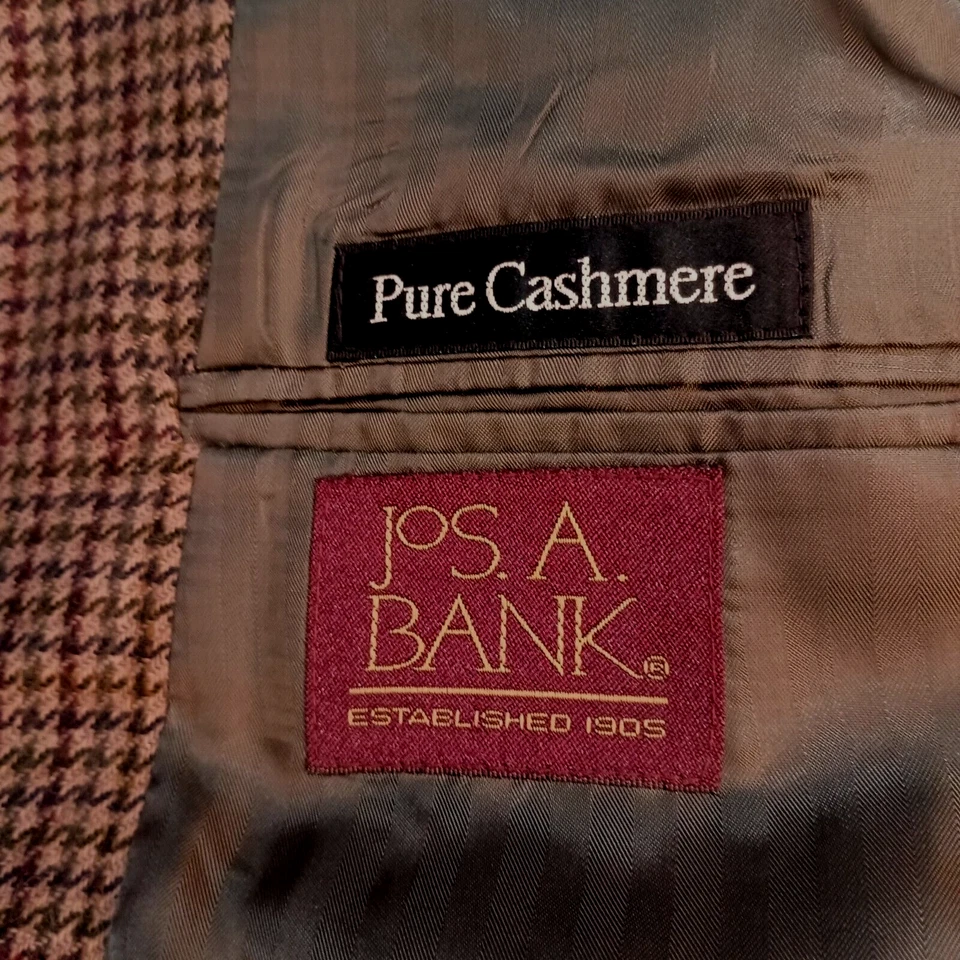 Pure Cashmere
JOS. A.
BANK®
ESTABLISHED 1905